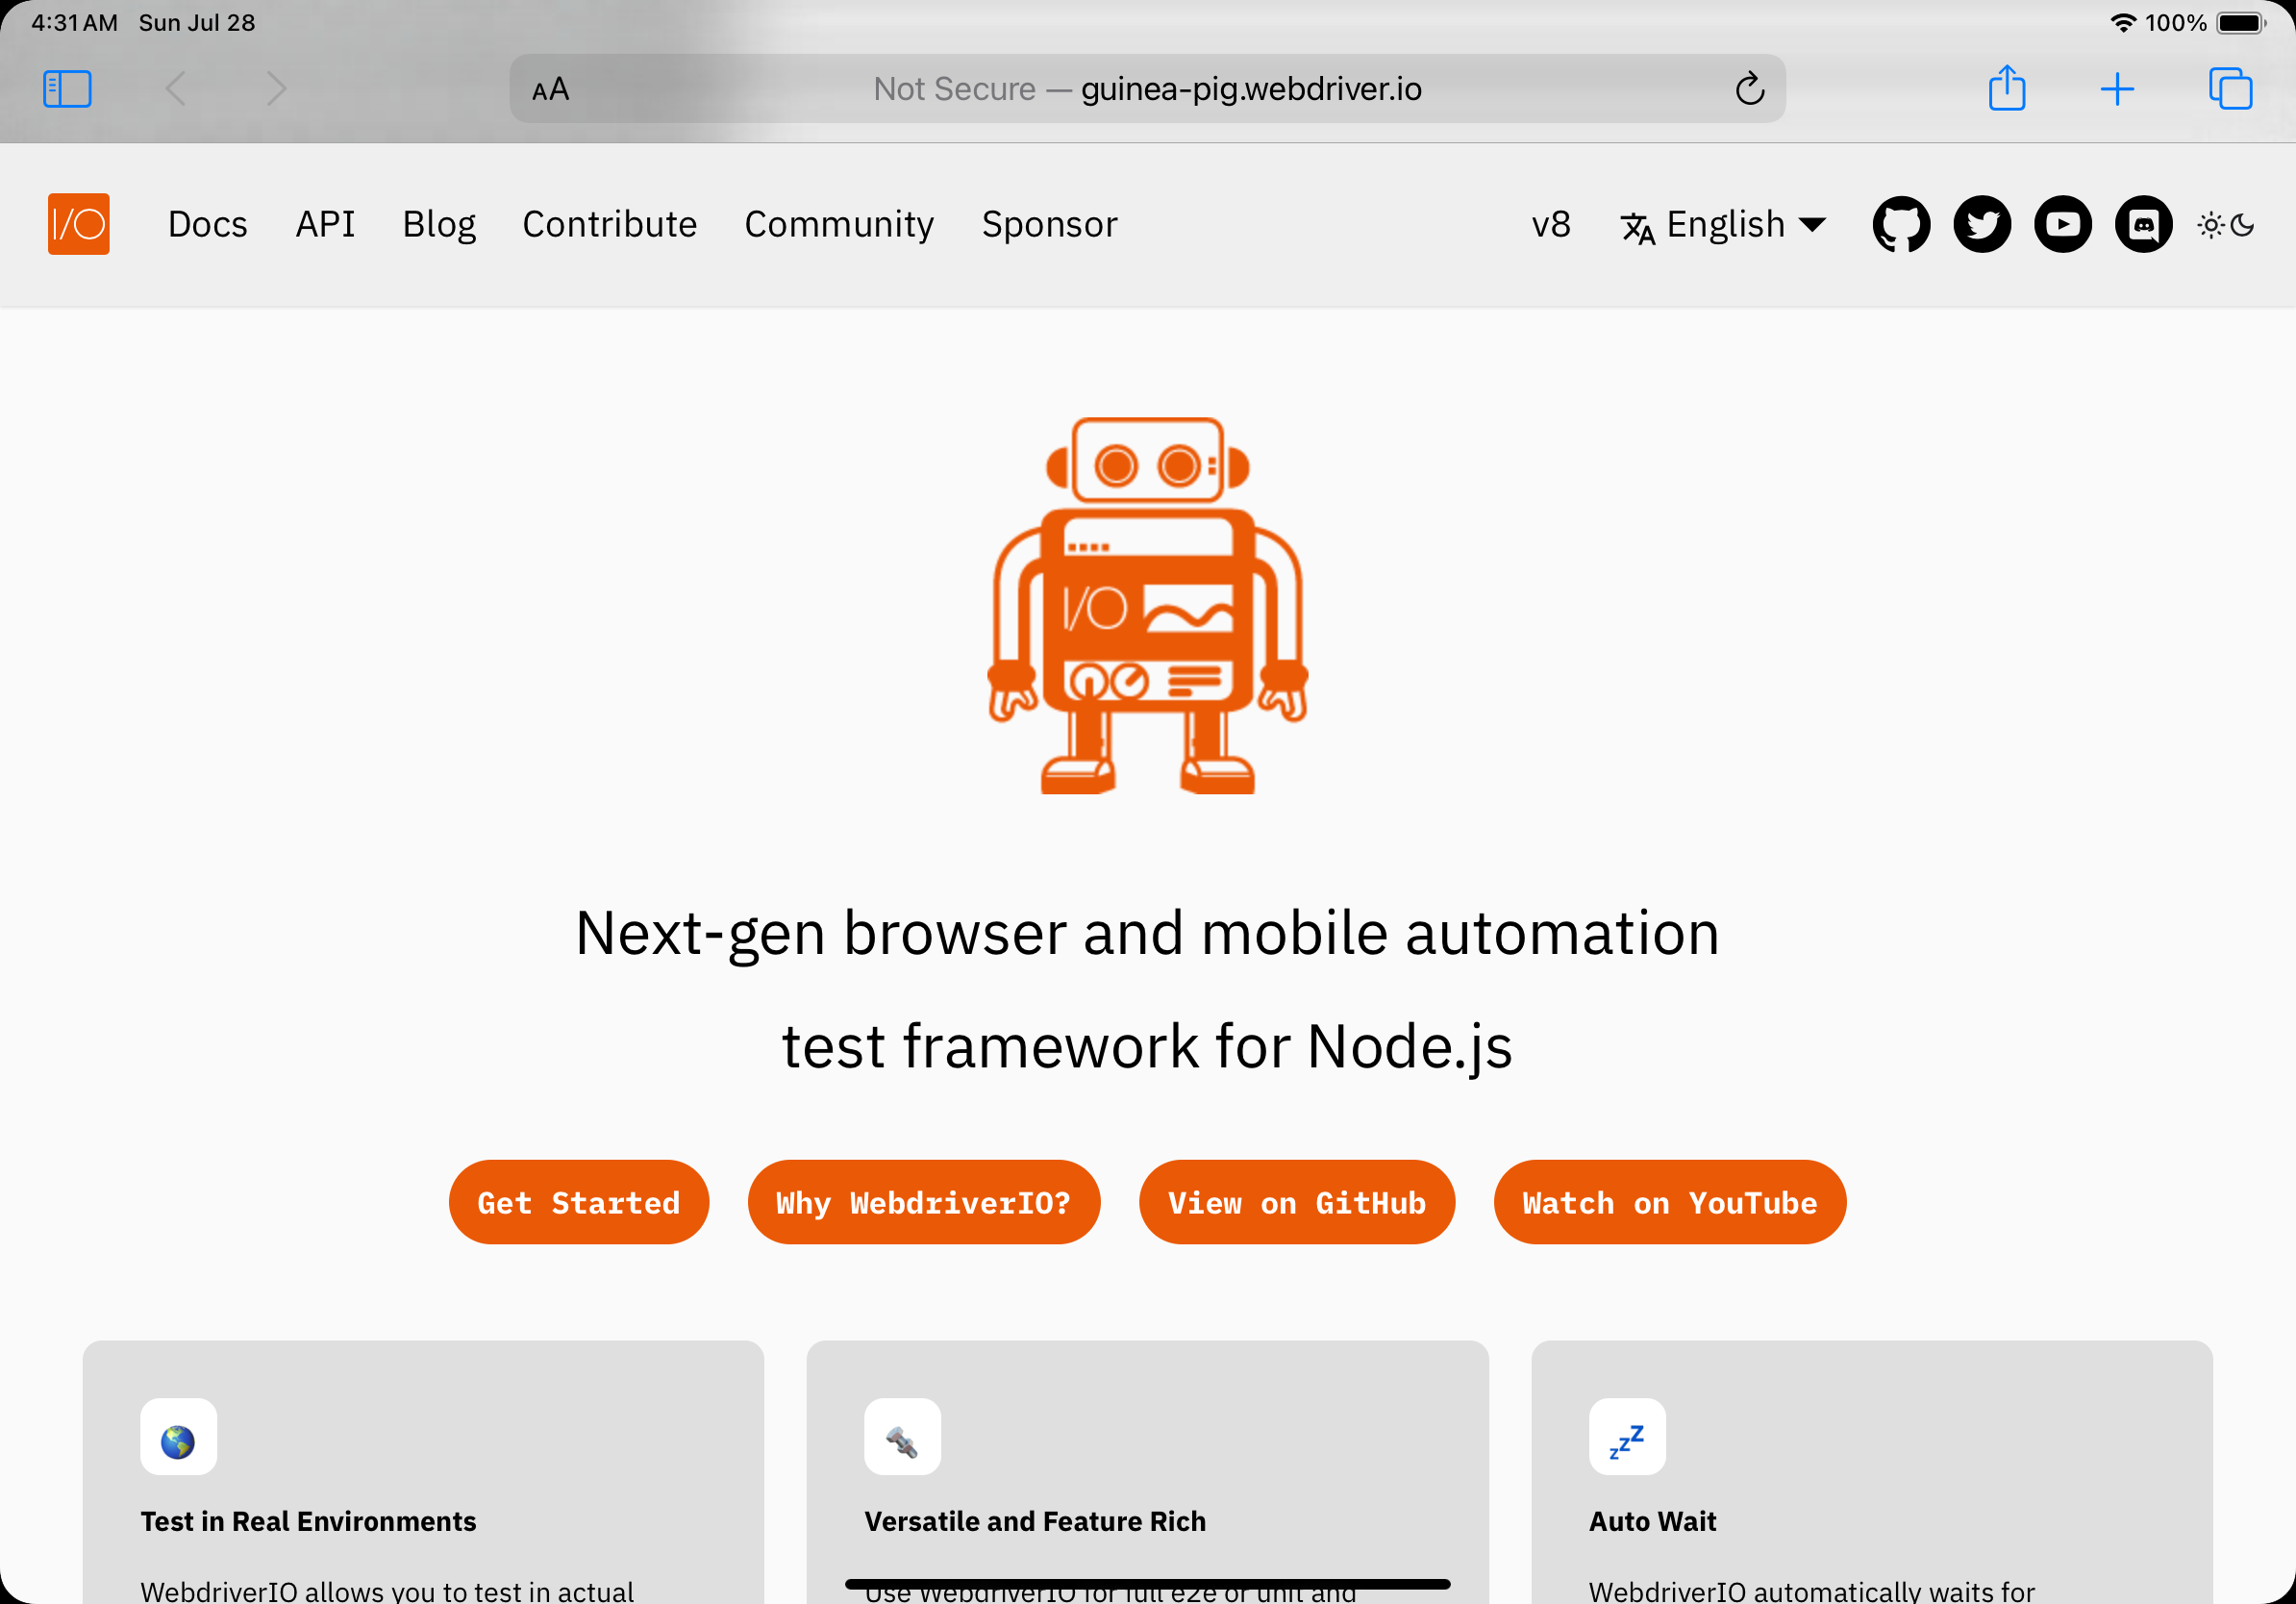 4:31 AM Sun Jul 28
100%
AA
Not Secure — guinea-pig.webdriver.io
I/O
Docs API Blog Contribute Community Sponsor
v8 English
I/O
Next-gen browser and mobile automation
test framework for Node.js
Get Started
Why WebdriverIO?
View on GitHub
Watch on YouTube
Test in Real Environments
WebdriverIO allows you to test in actual
Versatile and Feature Rich
Use WebdriverIO for full e2e or unit and
zzZ
Auto Wait
WebdriverIO automatically waits for